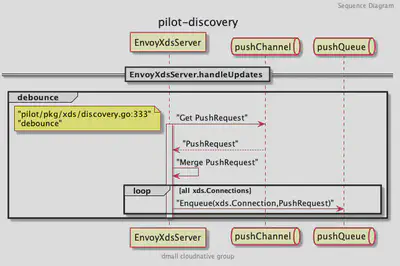 Sequence Diagram
pilot-discovery
EnvoyXdsServer
pushChannel
pushQueue
EnvoyXdsServer.handleUpdates
debounce
"pilot/pkg/xds/discovery.go:333"
"debounce"
"Get PushRequest"
"PushRequest"
"Merge PushRequest"
loop
[all xds.Connections]
"Enqueue(xds.Connection,PushRequest)"
EnvoyXdsServer
pushChannel
pushQueue
dmall cloudnative group